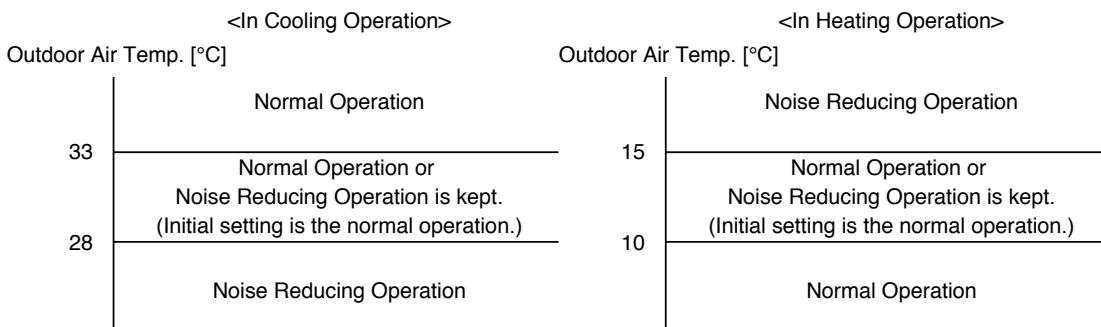 <In Cooling Operation>
Outdoor Air Temp. [°C]
Normal Operation
33
Normal Operation or
Noise Reducing Operation is kept.
(Initial setting is the normal operation.)
28
Noise Reducing Operation
<In Heating Operation>
Outdoor Air Temp. [°C]
Noise Reducing Operation
15
Normal Operation or
Noise Reducing Operation is kept.
(Initial setting is the normal operation.)
10
Normal Operation